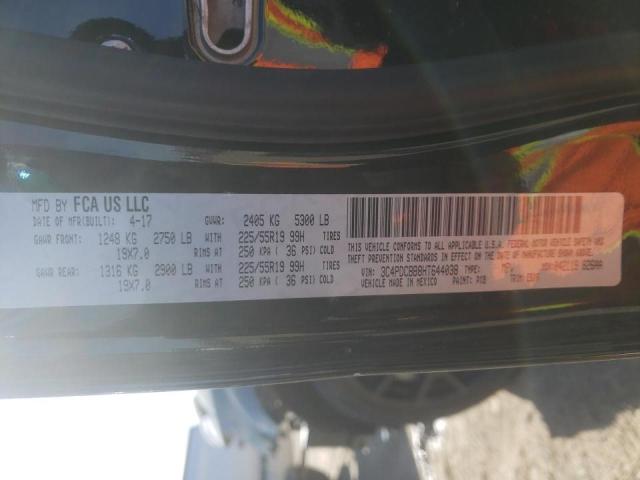 MFD BY FCA US LLC
DATE OF MFR(BUILT): 4-17 GVWR: 2405 KG 5300 LB
GAWR FRONT: 1248 KG 2750 LB WITH 225/55R19 99H TIRES
19X7.0 RIMS AT 250 KPA ( 36 PSI) COLD
GAWR REAR: 1316 KG 2900 LB WITH 225/55R19 99H TIRES
19X7.0 RIMS AT 250 KPA ( 36 PSI) COLD
THIS VEHICLE CONFORMS TO ALL APPLICABLE U.S.A. FEDERAL MOTOR VEHICLE SAFETY AND
THEFT PREVENTION STANDARDS IN EFFECT ON THE DATE OF MANUFACTURE SHOWN ABOVE.
VIN: 3C4PDCBB8HT644038 TYPE:
VEHICLE MADE IN MEXICO PAINT: TRIM: